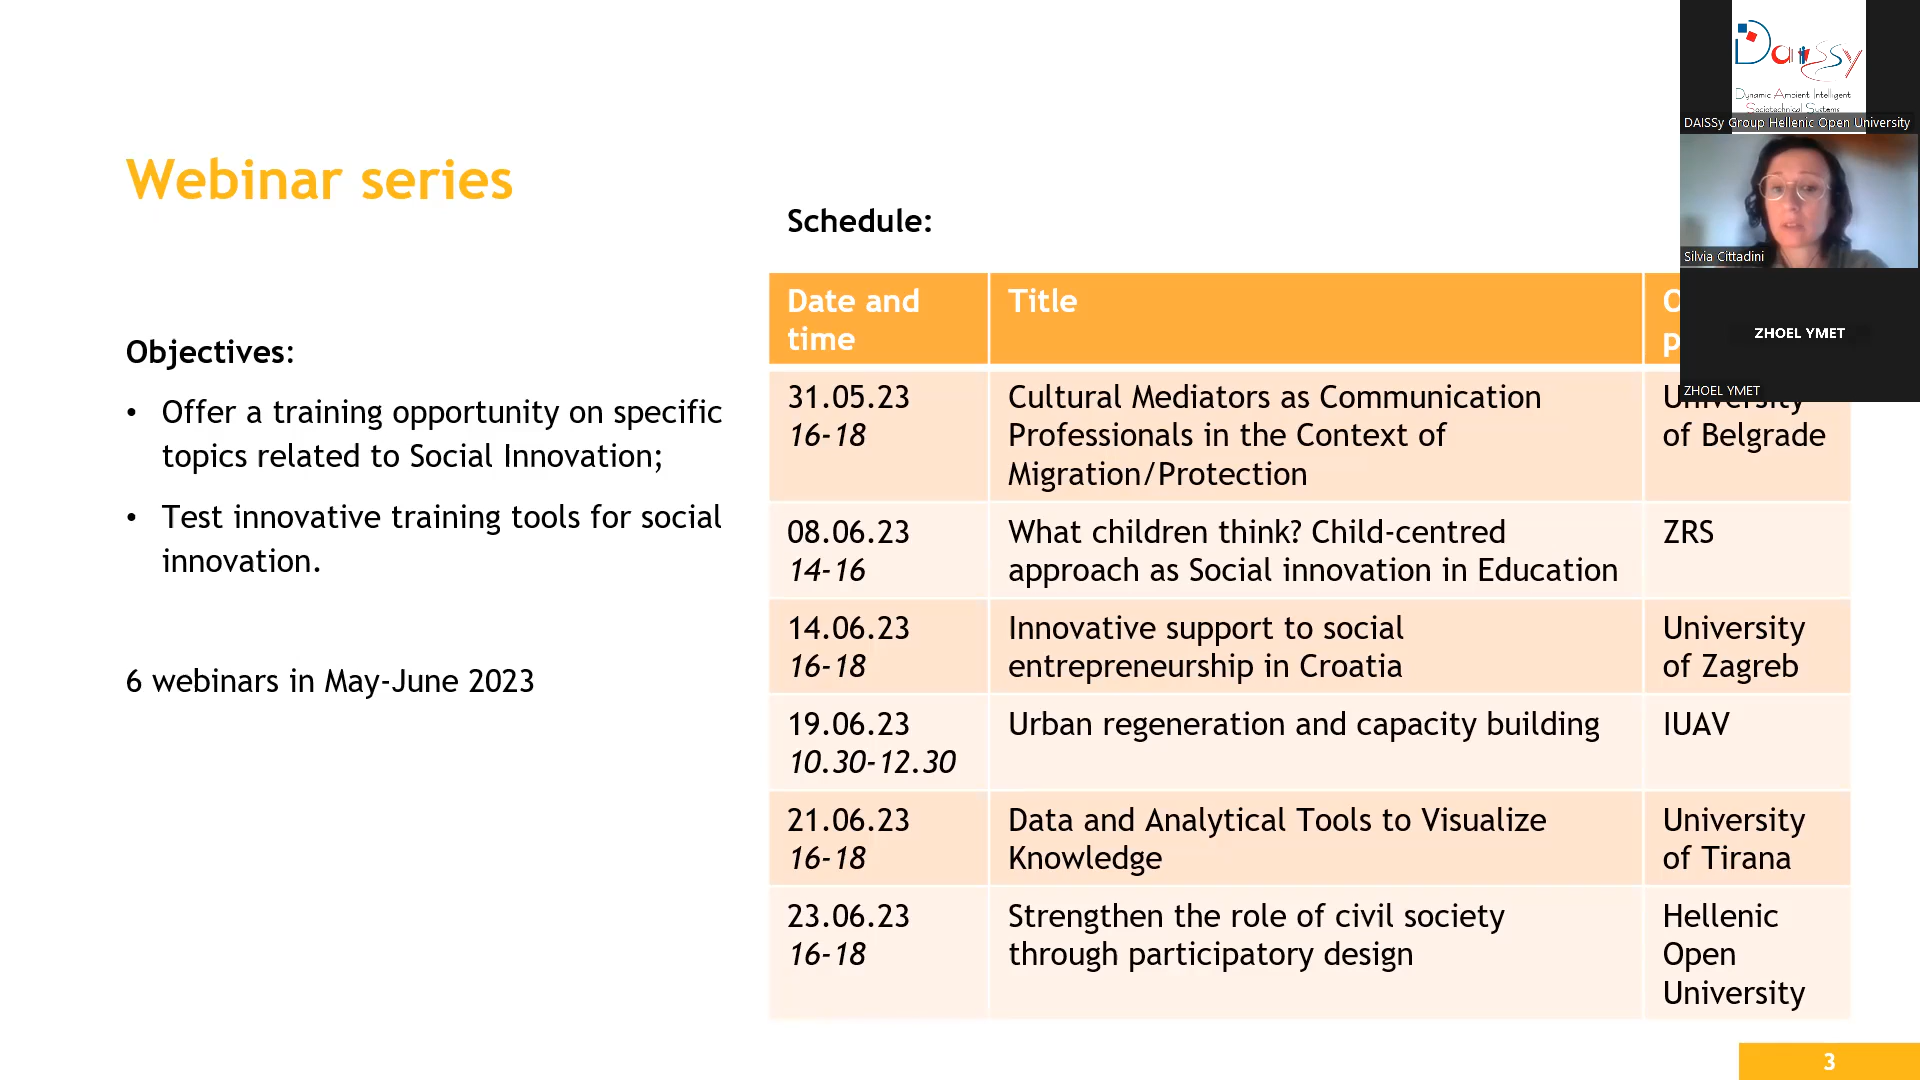 Webinar series
Objectives:
• Offer a training opportunity on specific
topics related to Social Innovation;
• Test innovative training tools for social
innovation.
6 webinars in May-June 2023
Schedule:
Date and
time
Title
31.05.23
16-18
Cultural Mediators as Communication
Professionals in the Context of
Migration/Protection
University
of Belgrade
08.06.23
14-16
What children think? Child-centred
approach as Social innovation in Education
ZRS
14.06.23
16-18
Innovative support to social
entrepreneurship in Croatia
University
of Zagreb
19.06.23
10.30-12.30
Urban regeneration and capacity building
IUAV
21.06.23
16-18
Data and Analytical Tools to Visualize
Knowledge
University
of Tirana
23.06.23
16-18
Strengthen the role of civil society
through participatory design
Hellenic
Open
University
3
Daissy
Dynamic Ambient Intelligent
Sociotechnical Systems
DAISSy Group Hellenic Open University
Silvia Cittadini
ZHOEL YMET
ZHOEL YMET